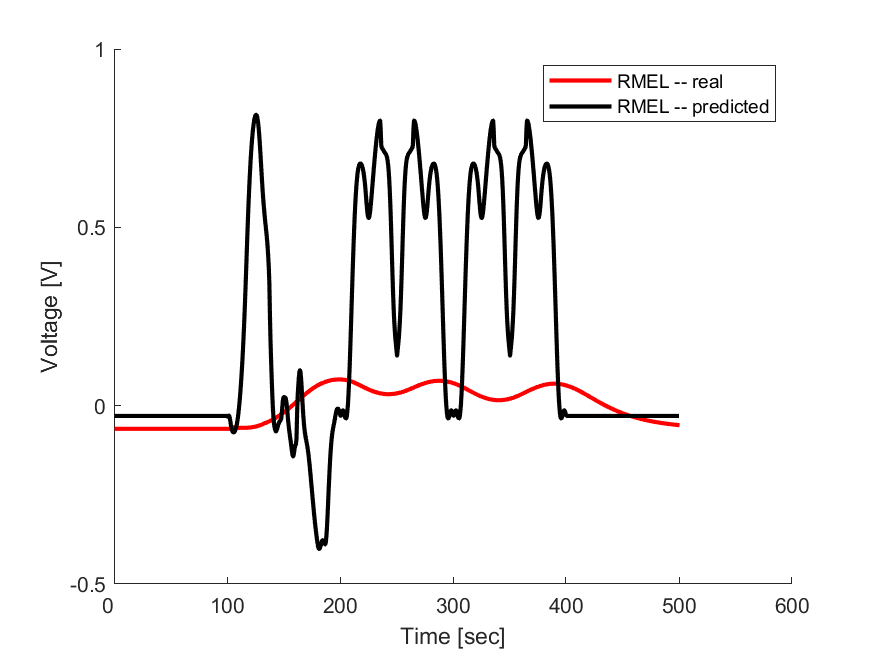 1
RMEL -- real
RMEL -- predicted
0.5
Voltage [V]
0
-0.5
0 100 200 300 400 500 600
Time [sec]